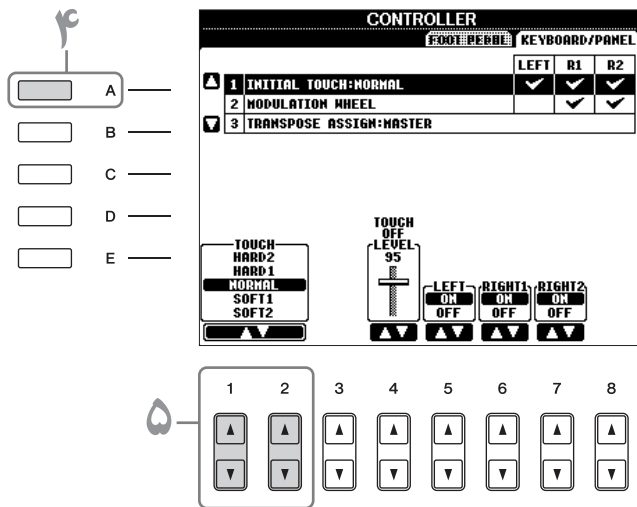 CONTROLLER
FOOT PEDAL KEYBOARD/PANEL
LEFT R1 R2
1 INITIAL TOUCH:NORMAL
2 MODULATION WHEEL
3 TRANSPOSE ASSIGN:MASTER
۴
A
B
C
D
E
TOUCH
HARD2
HARD1
NORMAL
SOFT1
SOFT2
TOUCH
OFF
LEVEL
95
LEFT
ON
OFF
RIGHT1
ON
OFF
RIGHT2
ON
OFF
۵
1 2 3 4 5 6 7 8